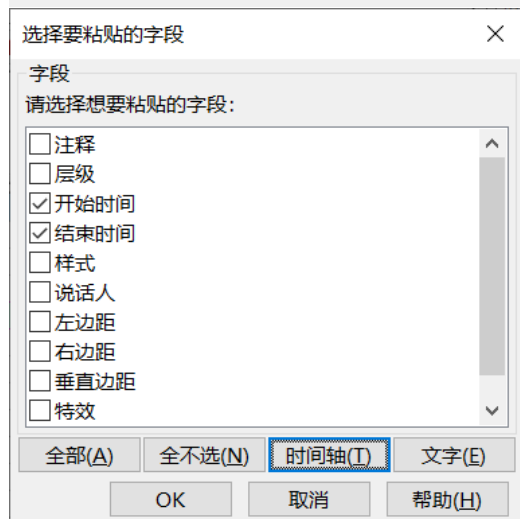 选择要粘贴的字段
字段
请选择想要粘贴的字段:
注释
层级
开始时间
结束时间
样式
说话人
左边距
右边距
垂直边距
特效
全部(A) 全不选(N) 时间轴(T) 文字(E)
OK 取消 帮助(H)